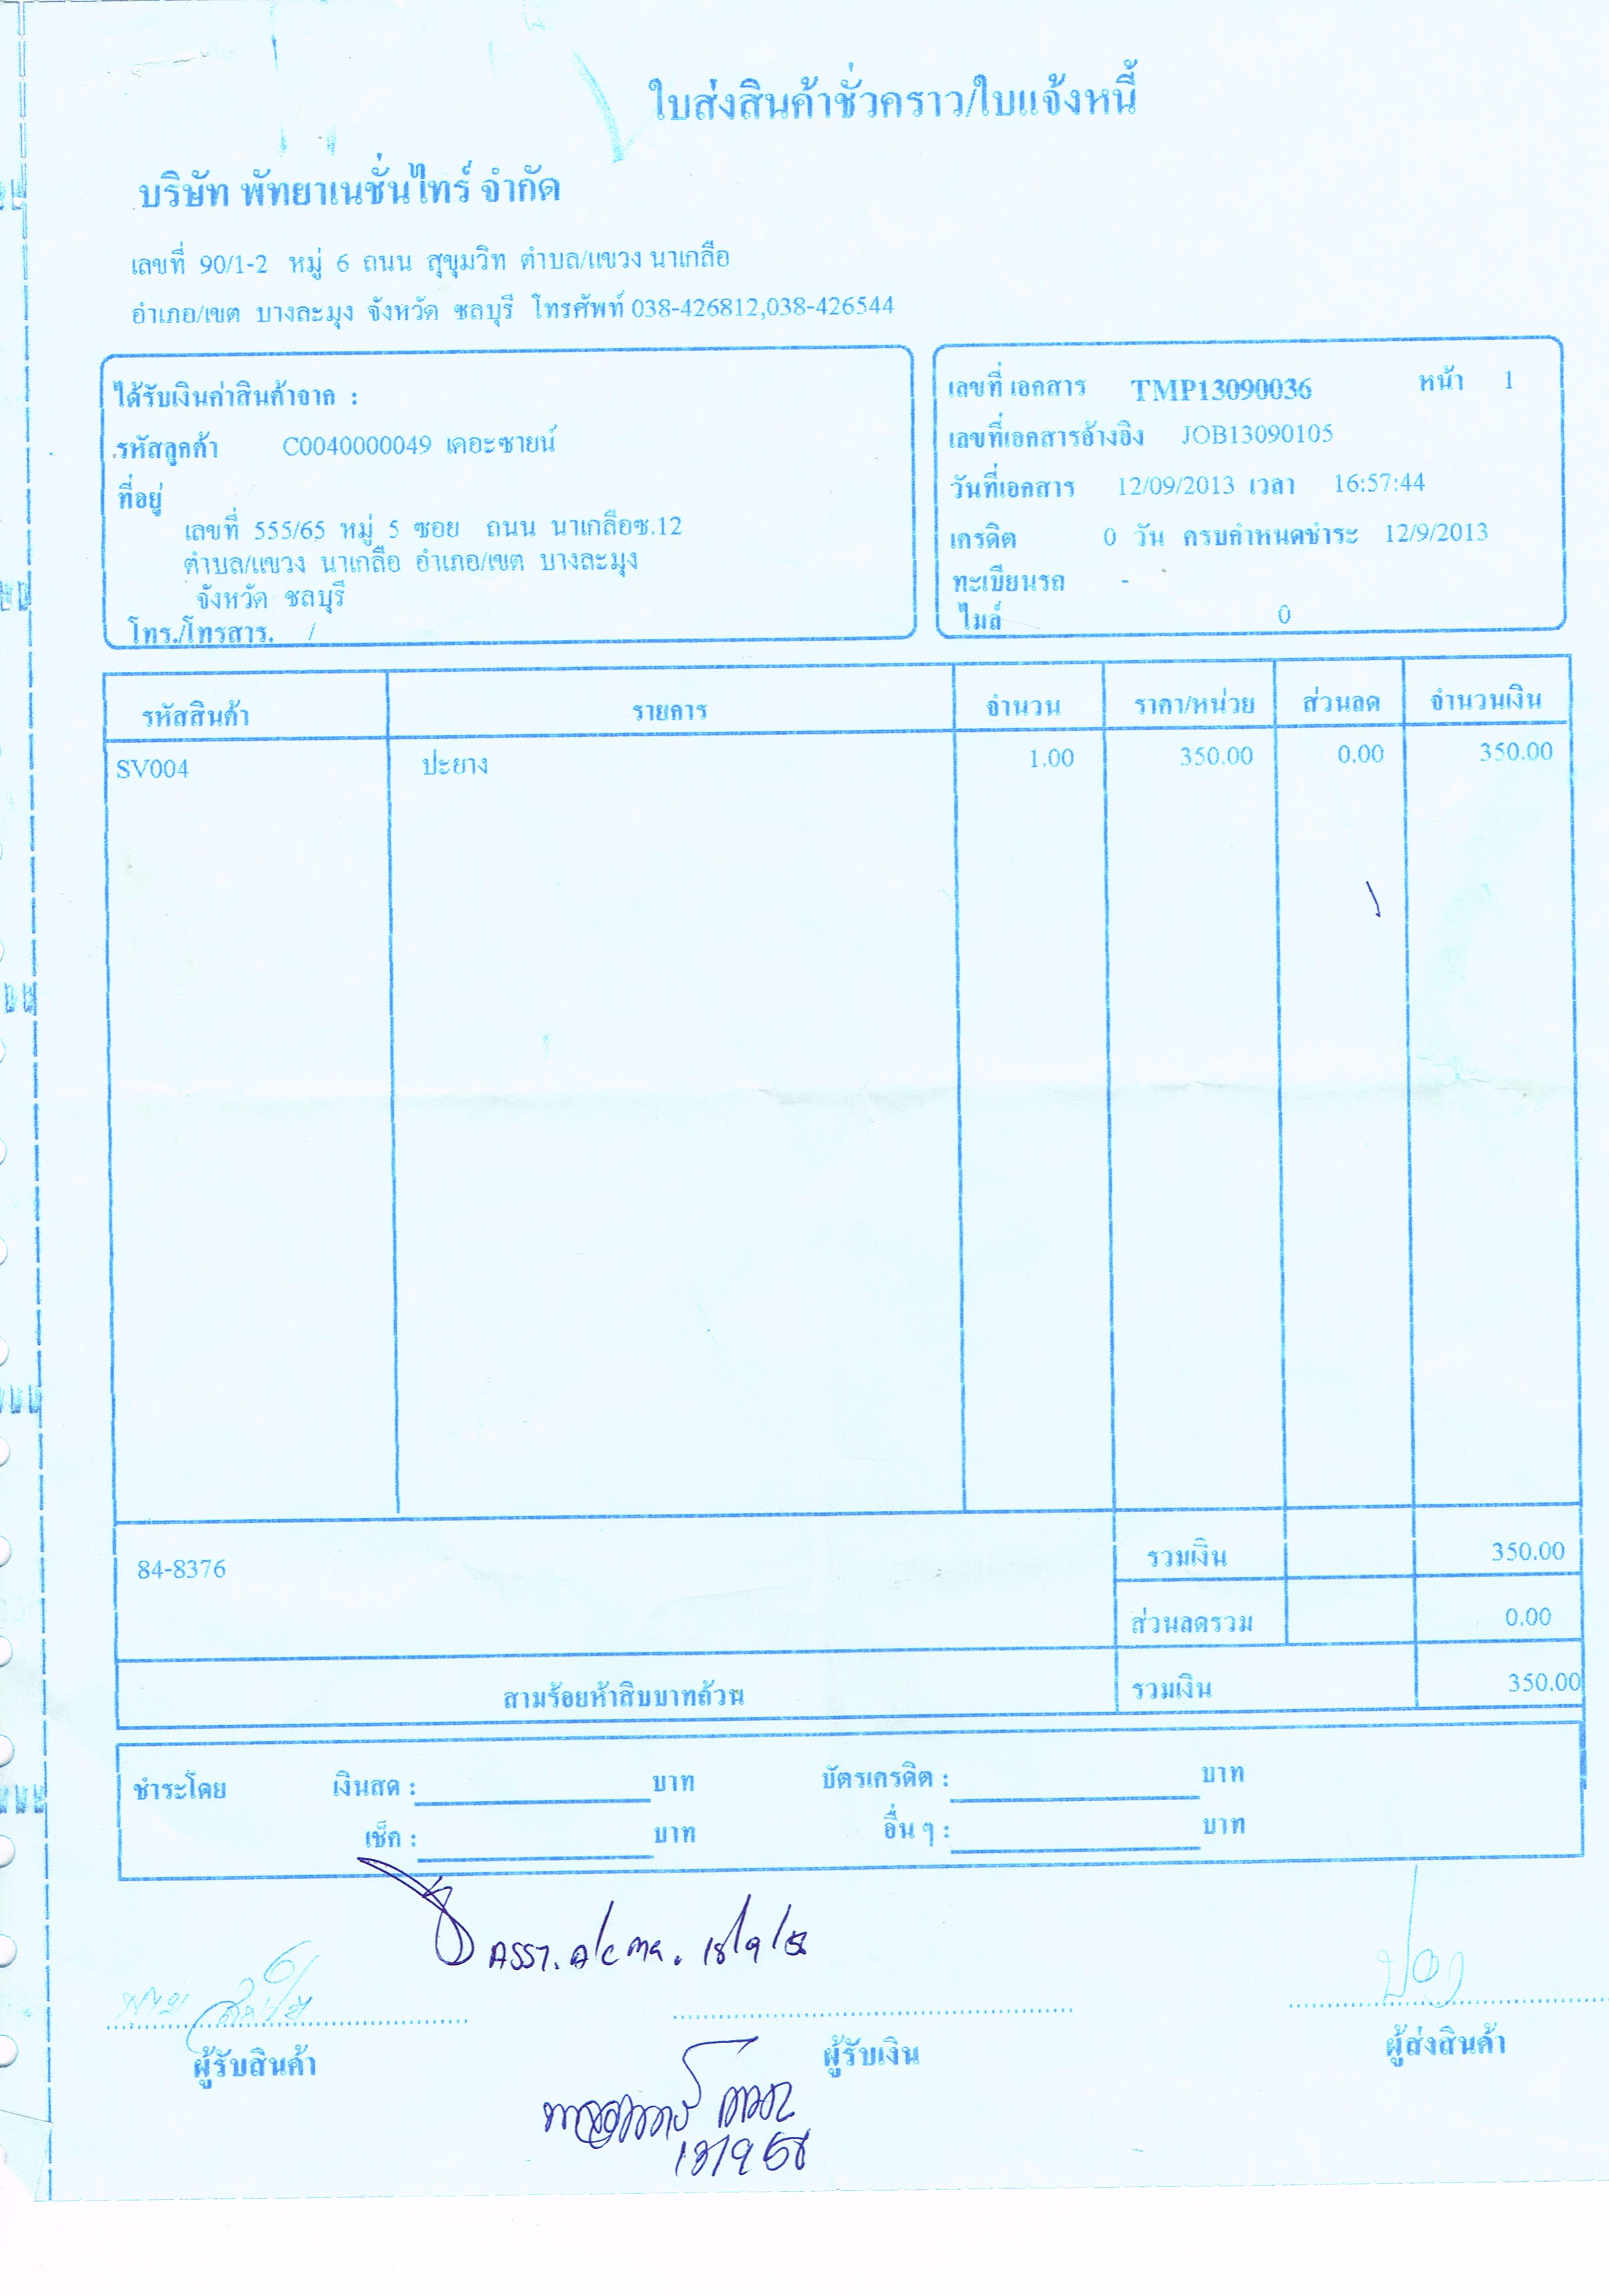 ใบส่งสินค้าชั่วคราว/ใบแจ้งหนี้
บริษัท พัทยาเนชั่นไทร์ จำกัด
เลขที่ 90/1-2 หมู่ 6 ถนน สุขุมวิท ตำบล/แขวง นาเกลือ
อำเภอ/เขต บางละมุง จังหวัด ชลบุรี โทรศัพท์ 038-426812,038-426544
ได้รับเงินค่าสินค้าจาก :
รหัสลูกค้า C0040000049 เดอะซายน์
ที่อยู่
เลขที่ 555/65 หมู่ 5 ซอย ถนน นาเกลือซ.12
ตำบล/แขวง นาเกลือ อำเภอ/เขต บางละมุง
จังหวัด ชลบุรี
โทร./โทรสาร. /
เลขที่ เอกสาร TMP13090036 หน้า 1
เลขที่เอกสารอ้างอิง JOB13090105
วันที่เอกสาร 12/09/2013 เวลา 16:57:44
เครดิต 0 วัน ครบกำหนดชำระ 12/9/2013
ทะเบียนรถ -
ไมล์ 0
รหัสสินค้า รายการ จำนวน ราคา/หน่วย ส่วนลด จำนวนเงิน
SV004 ปะยาง 1.00 350.00 0.00 350.00
84-8376 รวมเงิน 350.00
ส่วนลดรวม 0.00
สามร้อยห้าสิบบาทถ้วน รวมเงิน 350.00
ชำระโดย เงินสด : บาท บัตรเครดิต : บาท
เช็ค : บาท อื่น ๆ : บาท
ผู้รับสินค้า ผู้รับเงิน ผู้ส่งสินค้า